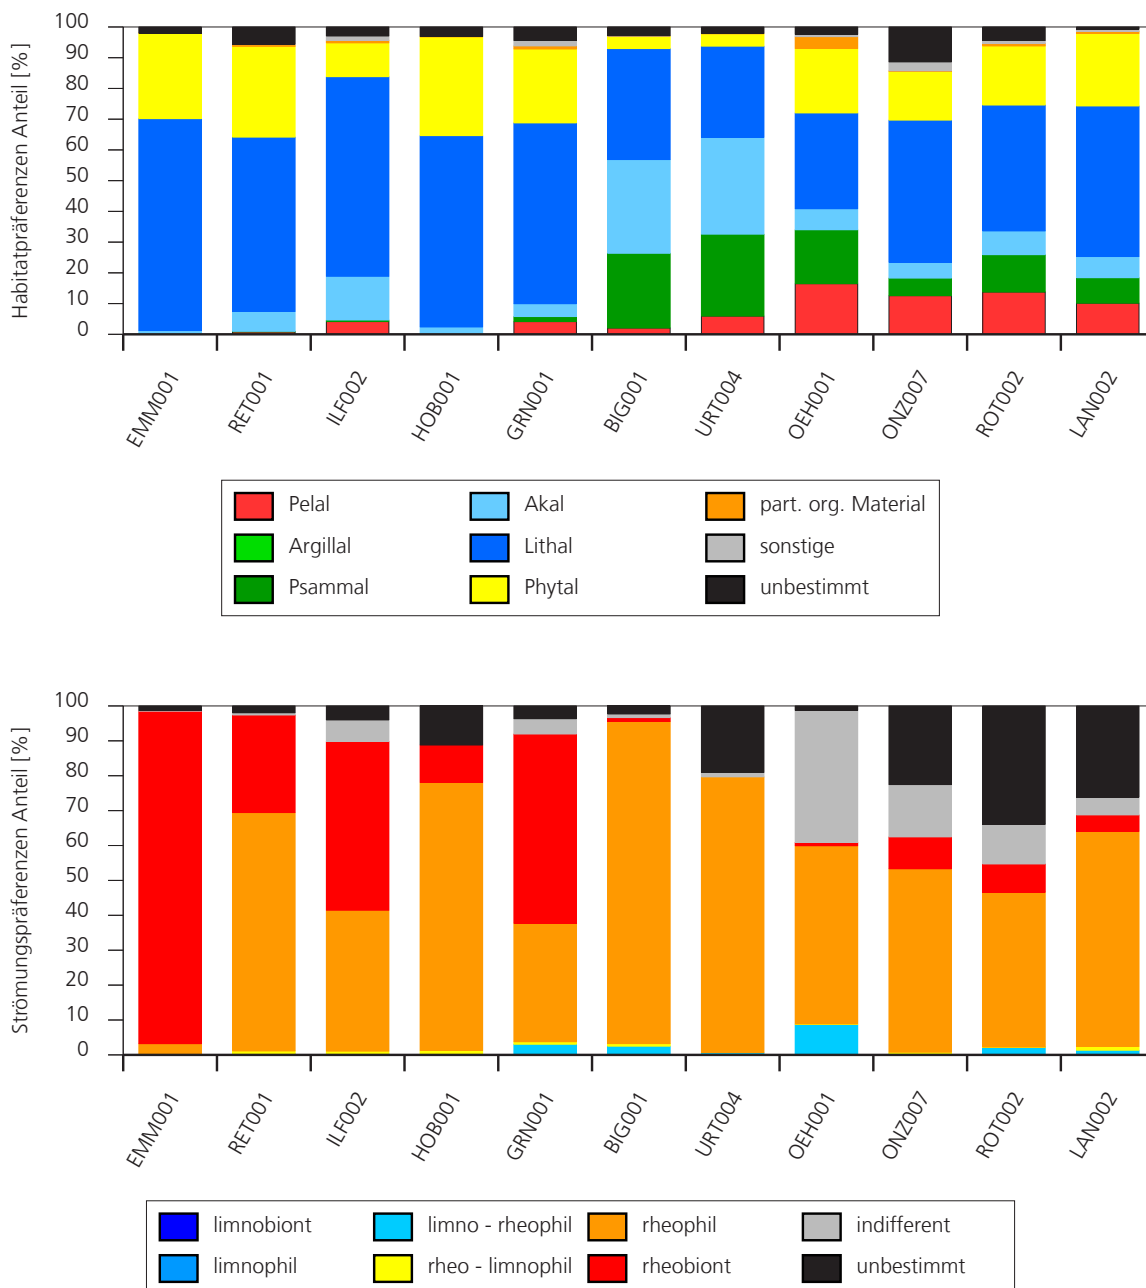 Habitatpräferenzen Anteil [%]
100
90
80
70
60
50
40
30
20
10
0
EMM001 RET001 ILF002 HOB001 GRN001 BIG001 URT004 OEH001 ONZ007 ROT002 LAN002
Pelal Akal part. org. Material
Argillal Lithal sonstige
Psammal Phytal unbestimmt
Strömungspräferenzen Anteil [%]
100
90
80
70
60
50
40
30
20
10
0
EMM001 RET001 ILF002 HOB001 GRN001 BIG001 URT004 OEH001 ONZ007 ROT002 LAN002
limnobiont limno - rheophil rheophil indifferent
limnophil rheo - limnophil rheobiont unbestimmt